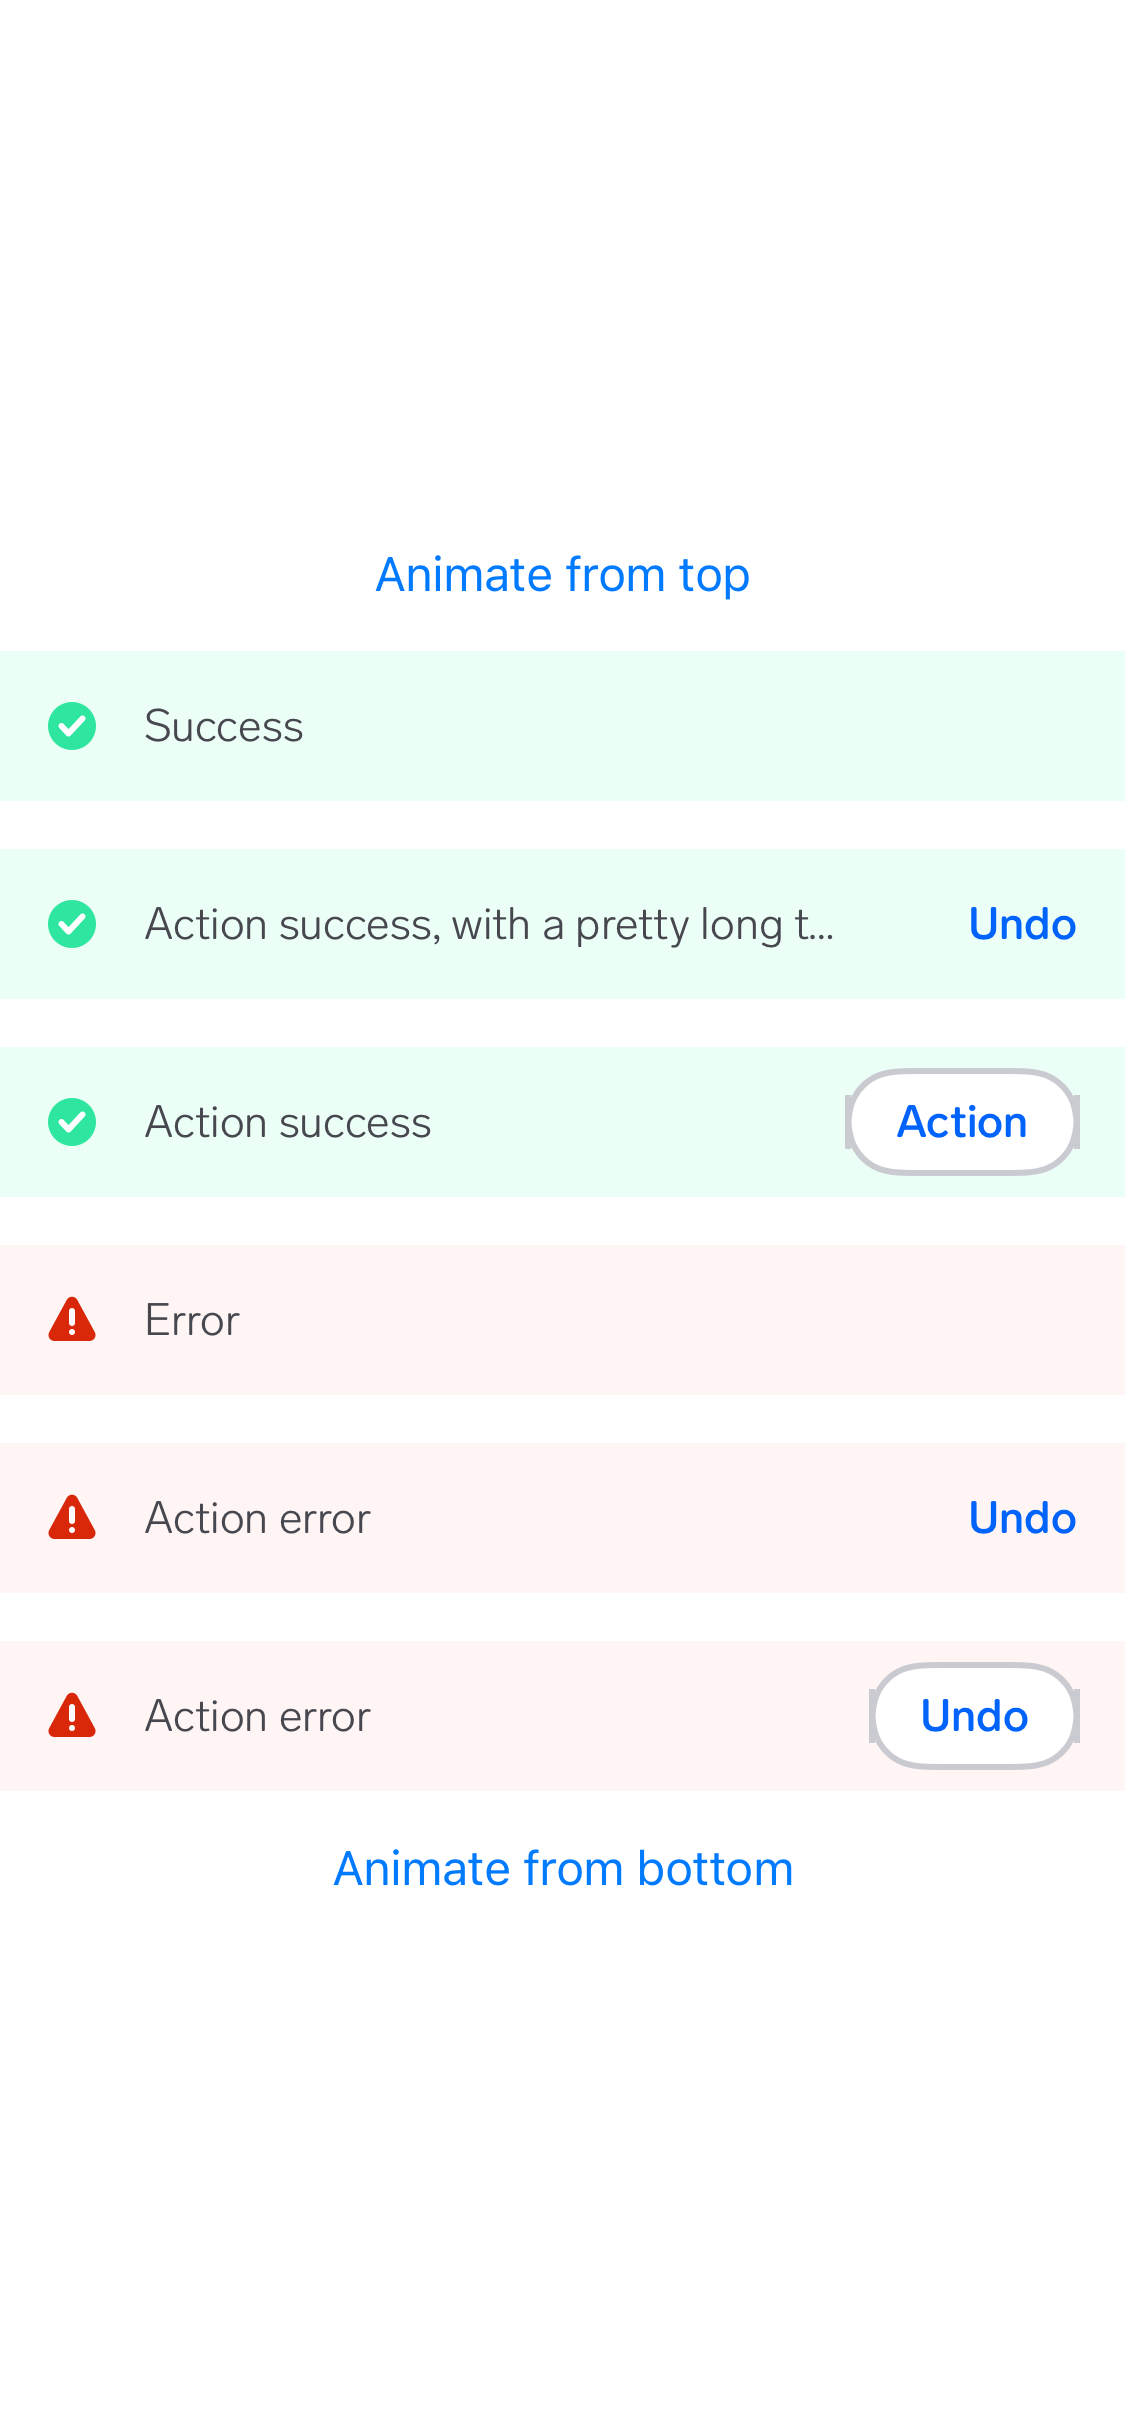 Animate from top
Success
Action success, with a pretty long t... Undo
Action success Action
Error
Action error Undo
Action error Undo
Animate from bottom